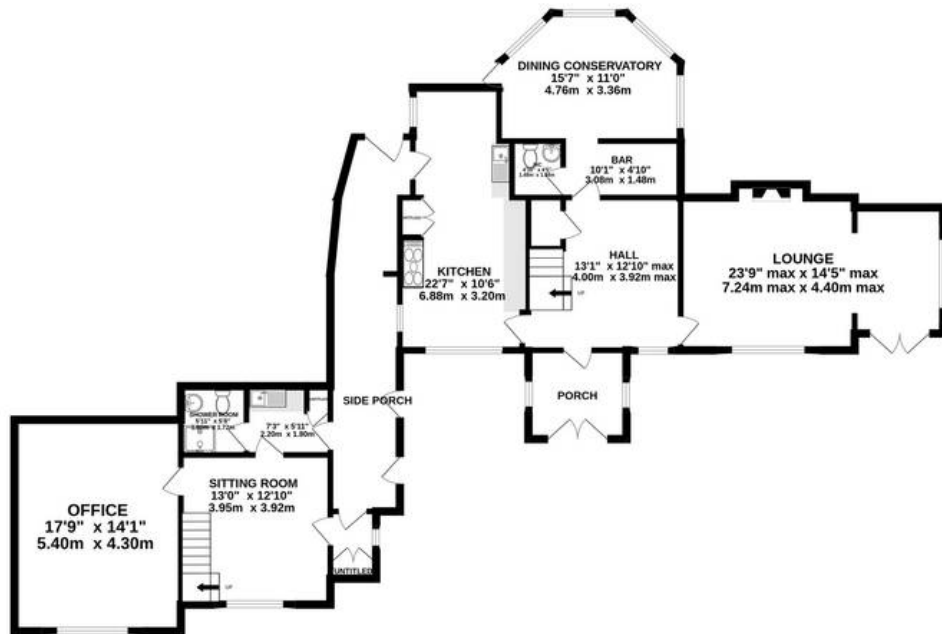 DINING CONSERVATORY
15'7" x 11'0"
4.76m x 3.36m
BAR
10'1" x 4'10"
3.08m x 1.48m
HALL
13'1" x 12'10" max
4.00m x 3.92m max
UP
LOUNGE
23'9" max x 14'5" max
7.24m max x 4.40m max
KITCHEN
22'7" x 10'6"
6.88m x 3.20m
PORCH
SIDE PORCH
SHOWER ROOM
7'3" x 5'11"
2.20m x 1.80m
SITTING ROOM
13'0" x 12'10"
3.95m x 3.92m
UP
OFFICE
17'9" x 14'1"
5.40m x 4.30m
UNTITLED